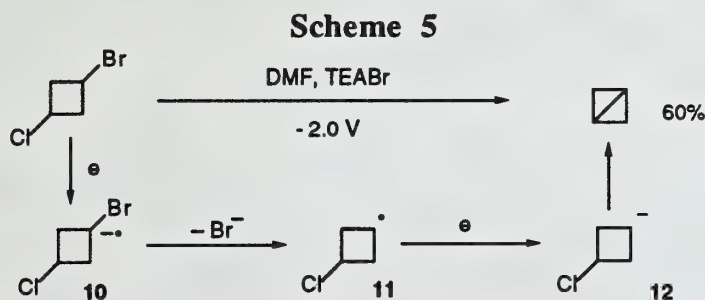 Scheme 5
Br
Cl
DMF, TEABr
- 2.0 V
60%
e
Br
Cl
10
- Br⁻
Cl
11
e
Cl
12